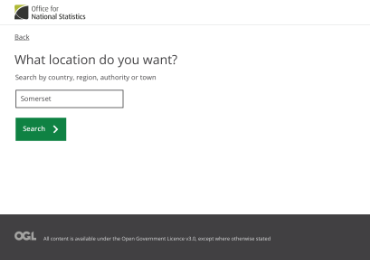 Office for
National Statistics
Back
What location do you want?
Search by country, region, authority or town
Somerset
Search
OGL
All content is available under the Open Government Licence v3.0, except where otherwise stated